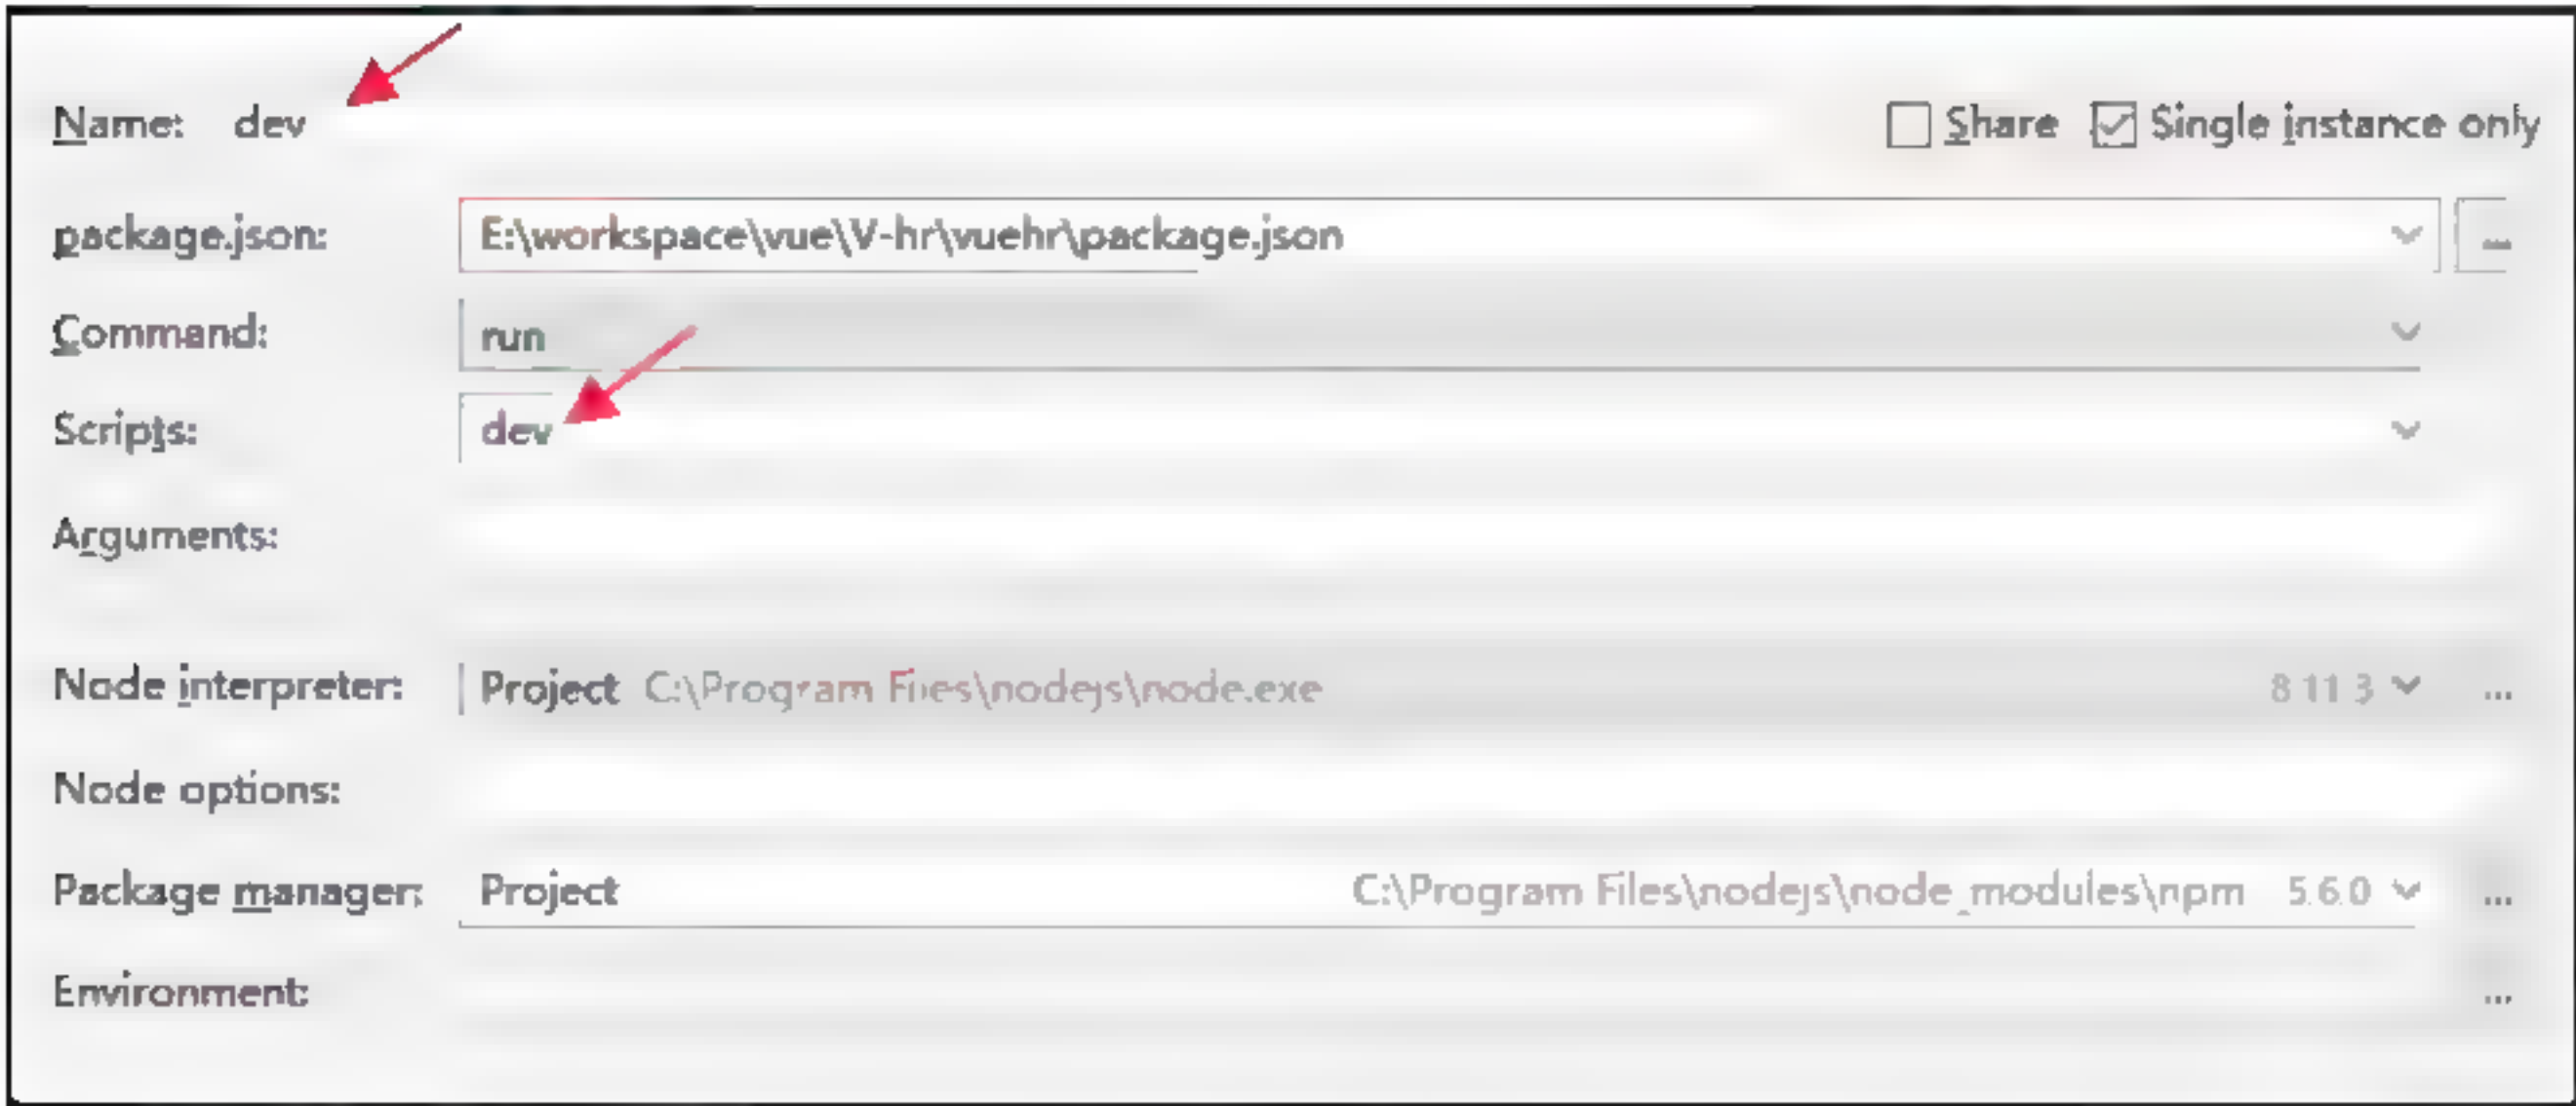 Name: dev Share Single instance only
package.json: E:\workspace\vue\V-hr\vuehr\package.json ...
Command: run
Scripts: dev
Arguments:
Node interpreter: Project C:\Program Files\nodejs\node.exe 8.11.3 ...
Node options:
Package manager: Project C:\Program Files\nodejs\node_modules\npm 5.6.0 ...
Environment: ...